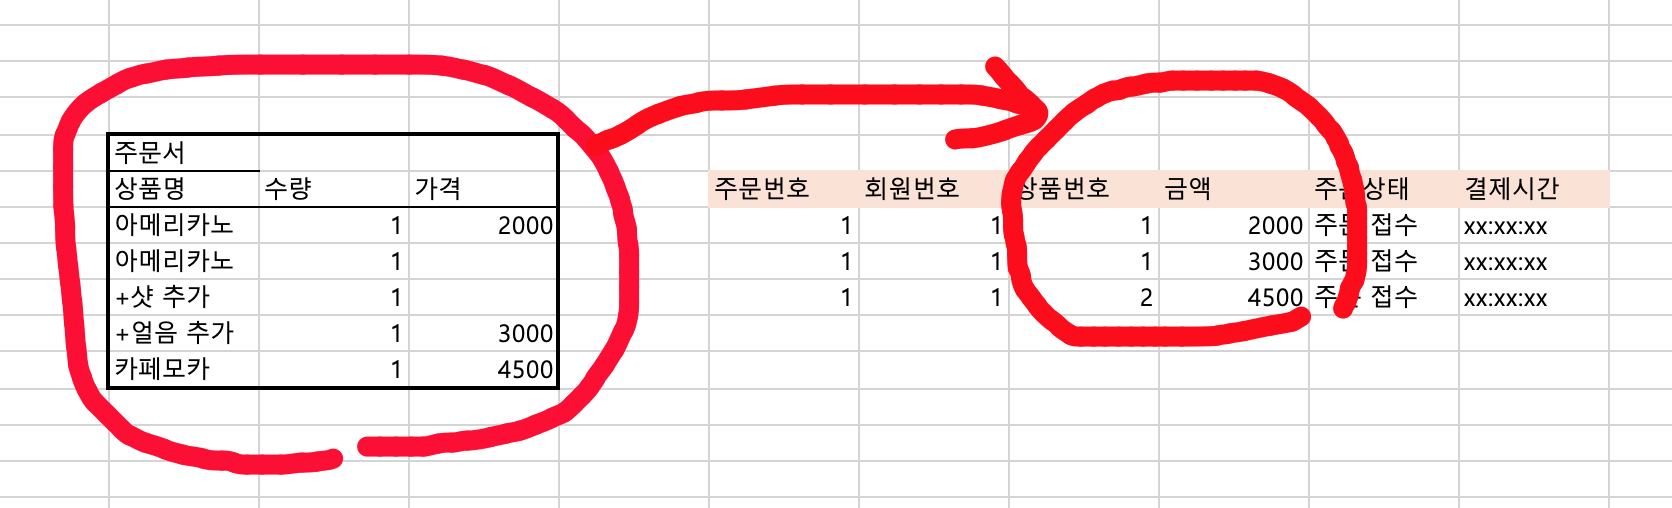 주문서
상품명 수량 가격
아메리카노 1 2000
아메리카노 1
+샷 추가 1
+얼음 추가 1 3000
카페모카 1 4500
주문번호 회원번호 상품번호 금액 주문상태 결제시간
1 1 1 2000 주문 접수 xx:xx:xx
1 1 1 3000 주문 접수 xx:xx:xx
1 1 2 4500 주문 접수 xx:xx:xx